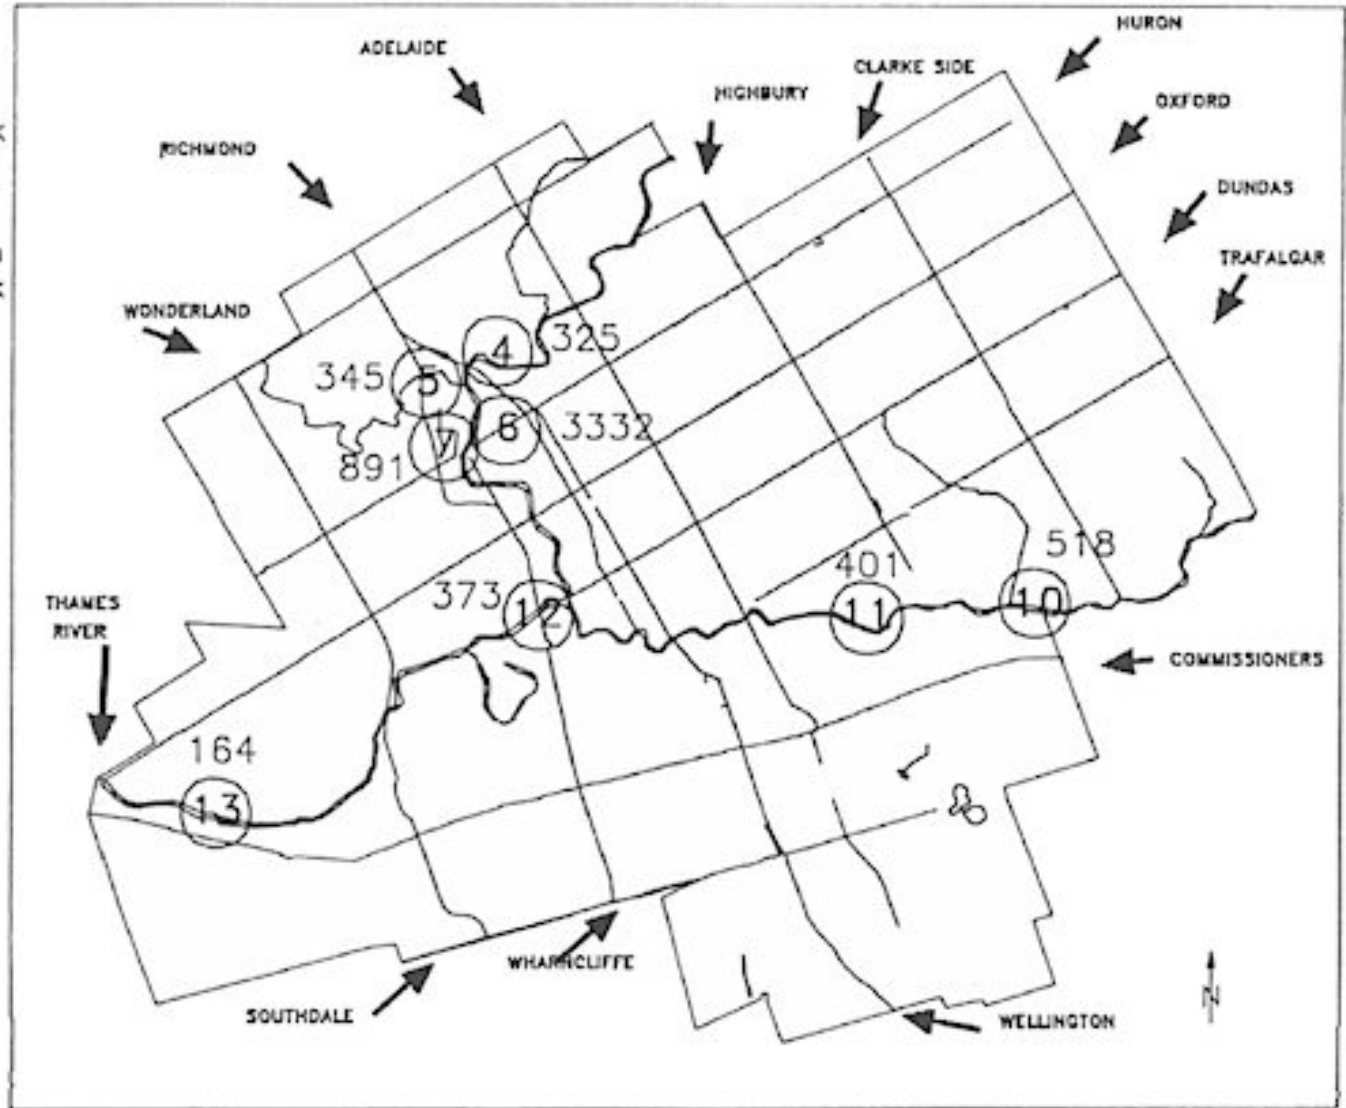 HURON
ADELAIDE
CLARKE SIDE
HIGHBURY
OXFORD
RICHMOND
DUNDAS
TRAFALGAR
WONDERLAND
4
325
345
5
6
3332
7
891
518
401
373
12
11
10
THAMES
RIVER
COMMISSIONERS
164
13
WHARNCLIFFE
SOUTHDALE
WELLINGTON
N